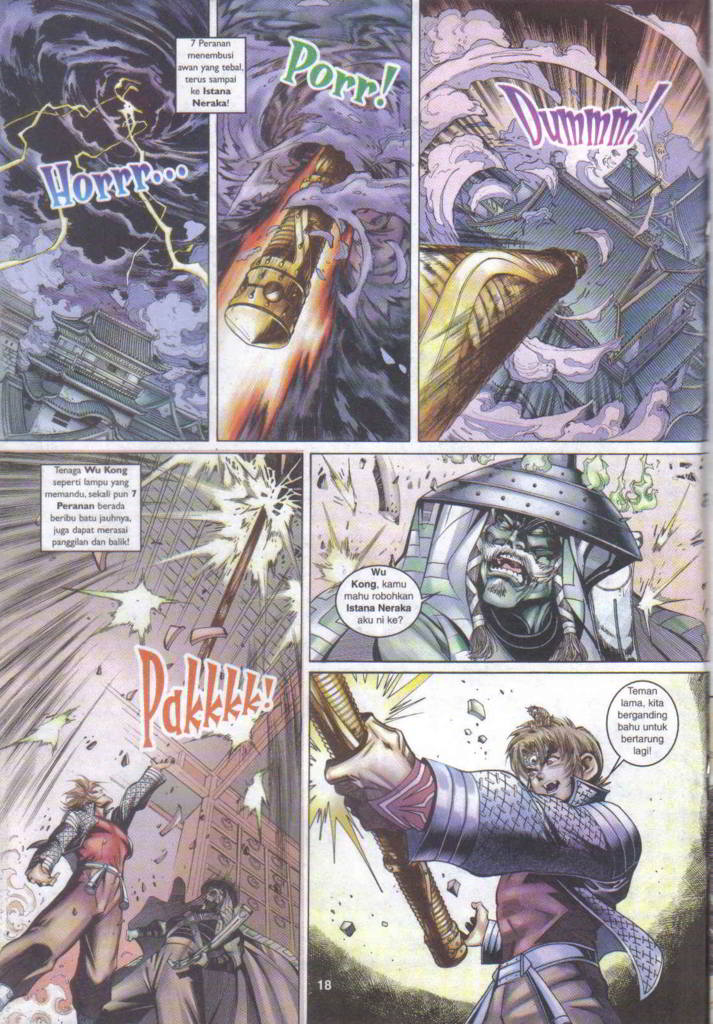 7 Peranan
menembusi
awan yang tebal,
terus sampai
ke Istana
Neraka!
Horrr...
Porr!
Dummm!
Tenaga Wu Kong
seperti lampu yang
memandu, sekali pun 7
Peranan berada
beribu batu jauhnya,
juga dapat merasai
panggilan dan balik!
Pakkkk!
Wu
Kong, kamu
mahu robohkan
Istana Neraka
aku ni ke?
Teman
lama, kita
berganding
bahu untuk
bertarung
lagi!
18